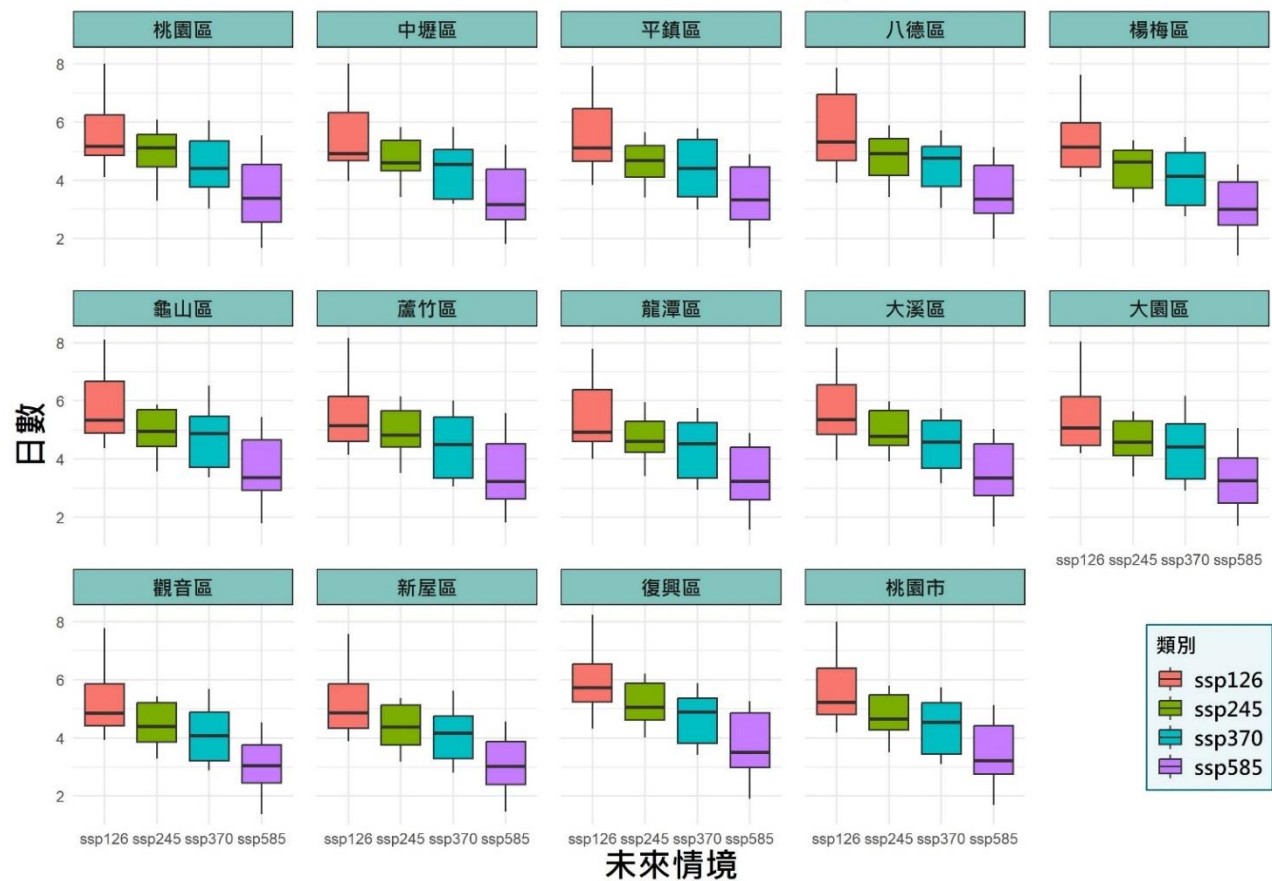 桃園區 中壢區 平鎮區 八德區 楊梅區
8
6
4
2
龜山區 蘆竹區 龍潭區 大溪區 大園區
8
6
4
2
ssp126 ssp245 ssp370 ssp585
觀音區 新屋區 復興區 桃園市
8
6
4
2
ssp126 ssp245 ssp370 ssp585 ssp126 ssp245 ssp370 ssp585 ssp126 ssp245 ssp370 ssp585 ssp126 ssp245 ssp370 ssp585
日數
未來情境
類別
ssp126
ssp245
ssp370
ssp585